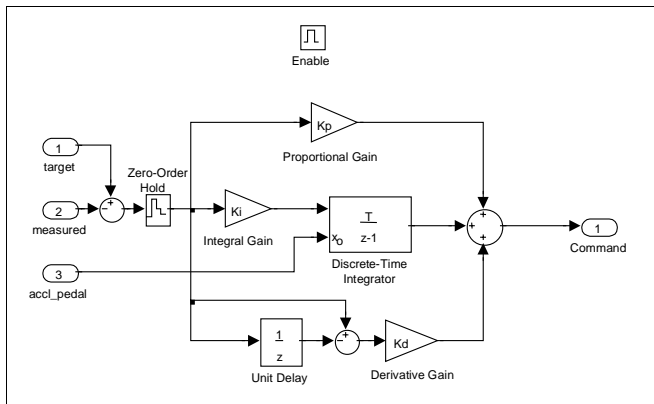 Enable
Kp
Proportional Gain
1
target
Zero-Order
Hold
+
−
2
measured
Ki
Integral Gain
T
z-1
xo
Discrete-Time
Integrator
+
+
+
1
Command
3
accl_pedal
1
z
Unit Delay
+
−
Kd
Derivative Gain